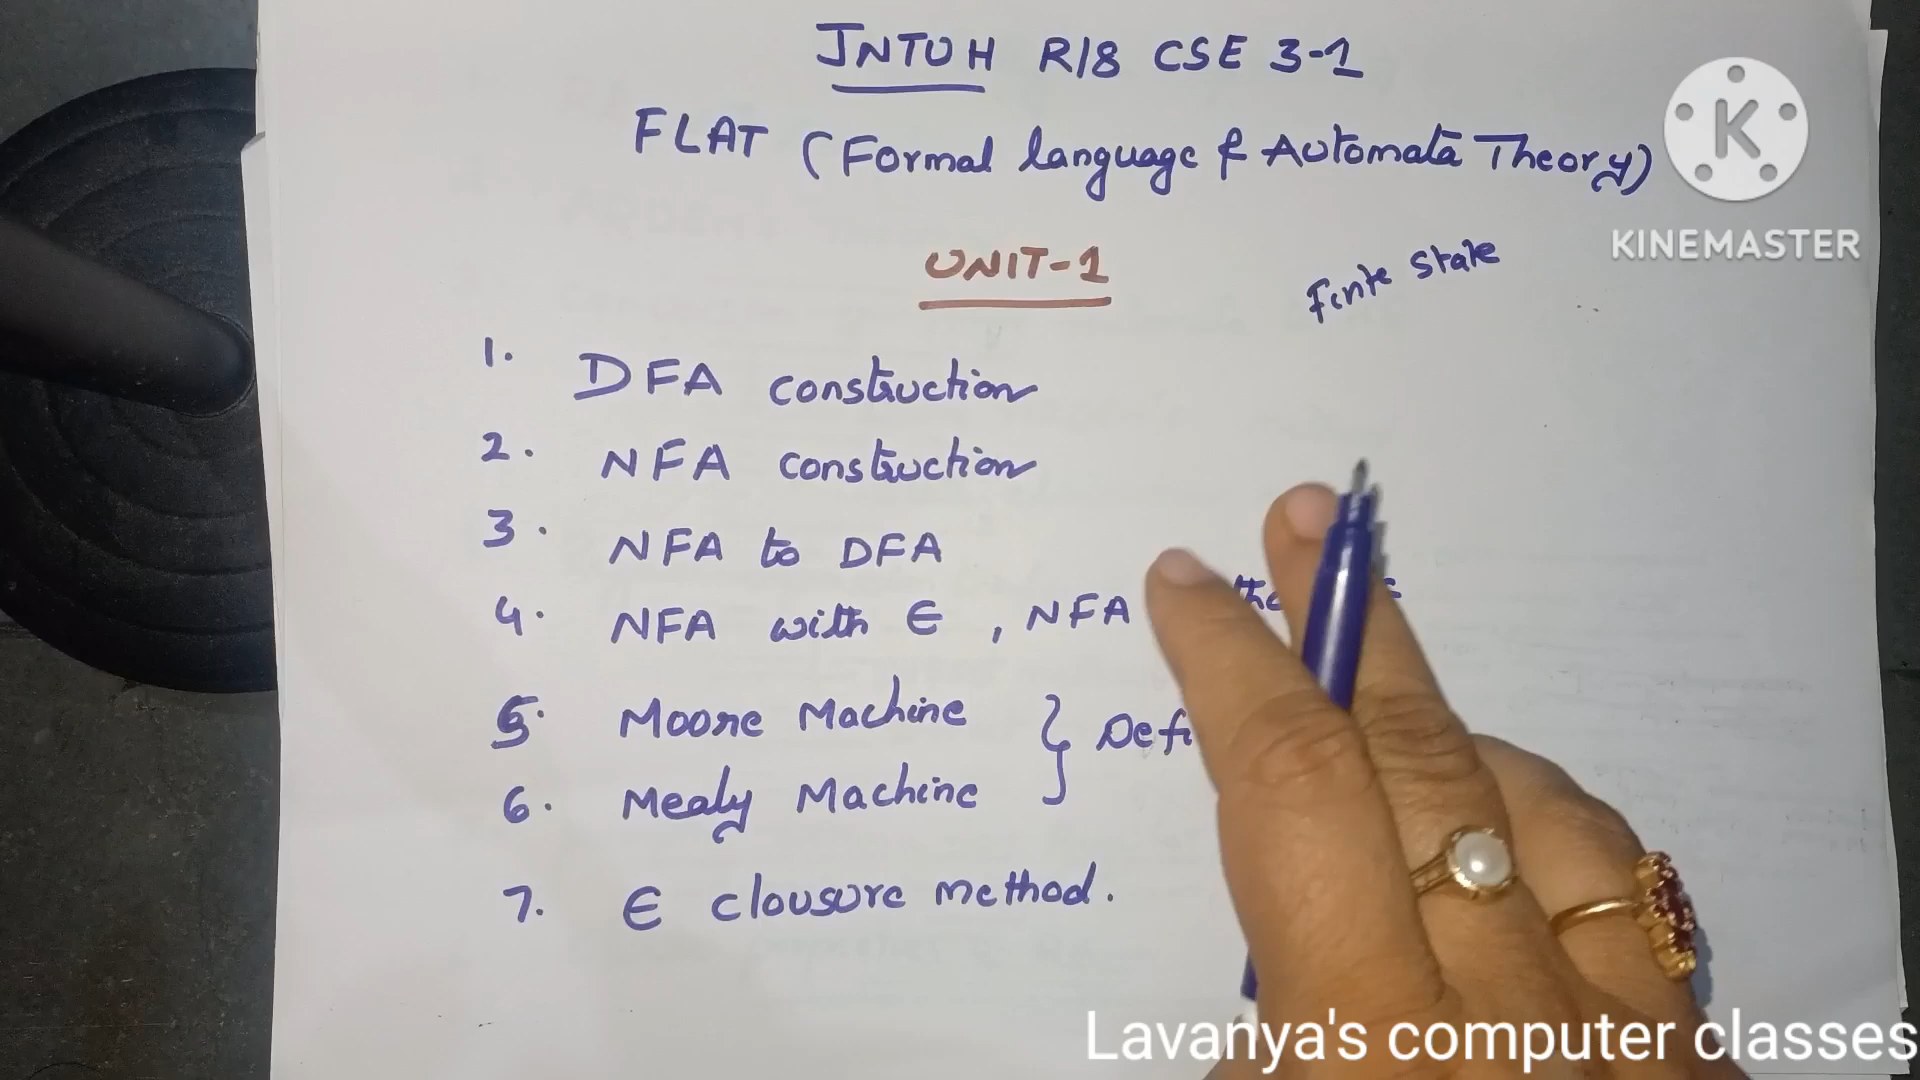 JNTUH R18 CSE 3-1
FLAT (Formal language & Automata Theory)
K
KINEMASTER
UNIT-1
Finite State
1. DFA construction
2. NFA construction
3. NFA to DFA
4. NFA with ∈, NFA
5. Moore Machine
6. Mealy Machine
7. ∈ clousure method.
Lavanya's computer classes